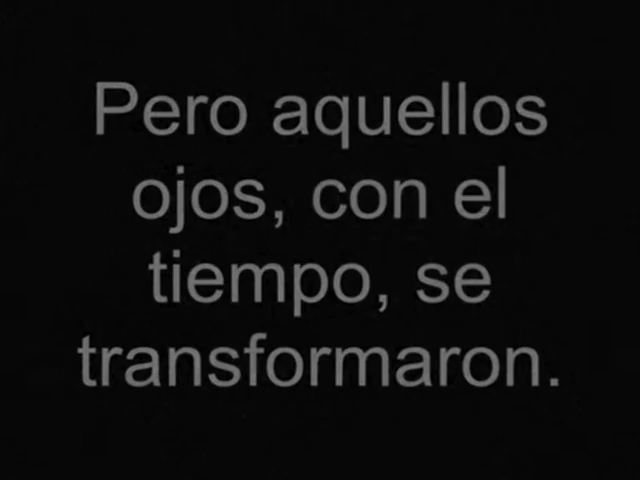 Pero aquellos
ojos, con el
tiempo, se
transformaron.